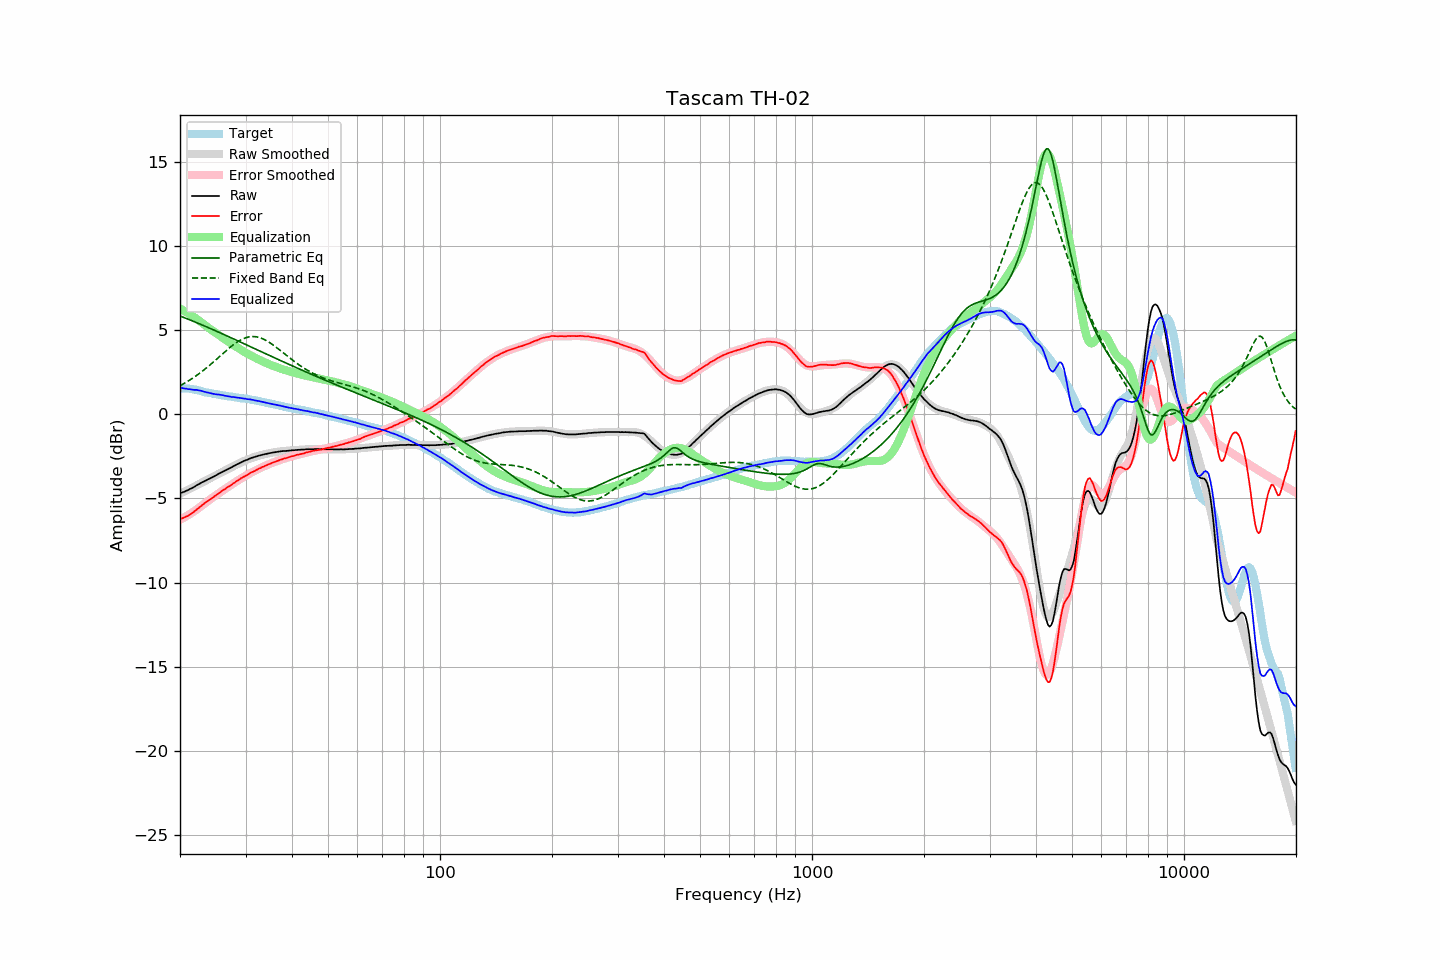 Tascam TH-02
Target
Raw Smoothed
Error Smoothed
Raw
Error
Equalization
Parametric Eq
Fixed Band Eq
Equalized
15
10
5
0
−5
−10
−15
−20
−25
Amplitude (dBr)
100 1000 10000
Frequency (Hz)